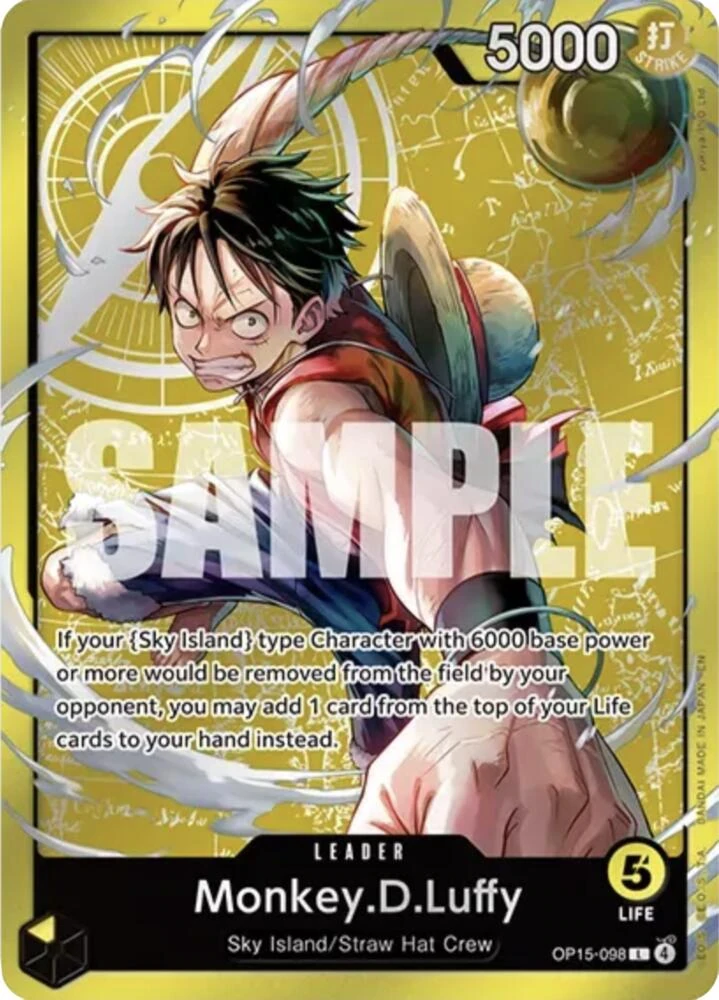 5000
打
STRIKE
SAMPLE
If your {Sky Island} type Character with 6000 base power
or more would be removed from the field by your
opponent, you may add 1 card from the top of your Life
cards to your hand instead.
LEADER
Monkey.D.Luffy
Sky Island/Straw Hat Crew
5
LIFE
OP15-098 L 4
BANDAI MADE IN JAPAN EN